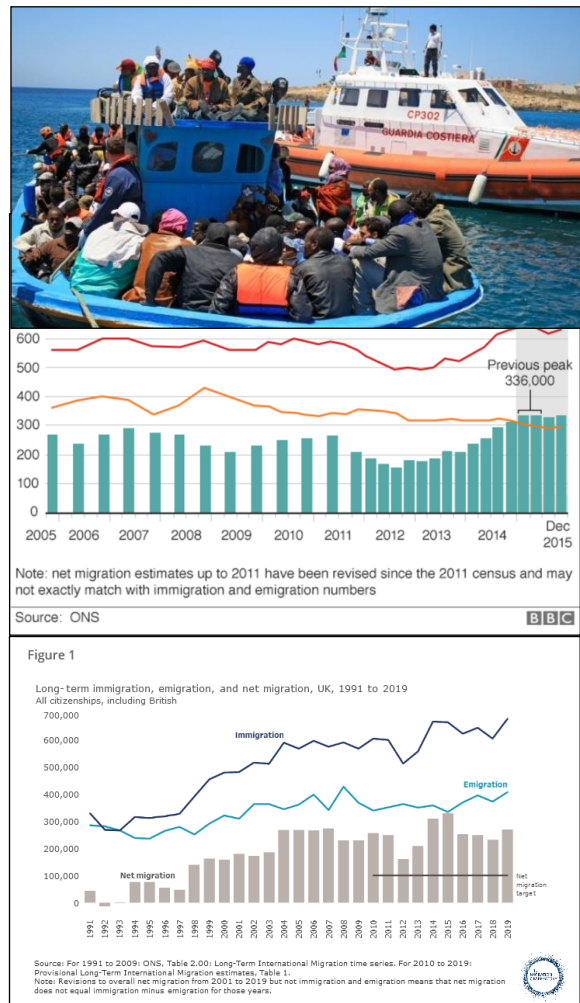 CP302
GUARDIA COSTIERA
600
500
400
300
200
100
0
Previous peak
336,000
2005 2006 2007 2008 2009 2010 2011 2012 2013 2014 Dec
2015
Note: net migration estimates up to 2011 have been revised since the 2011 census and may
not exactly match with immigration and emigration numbers
Source: ONS
BBC
Figure 1
Long-term immigration, emigration, and net migration, UK, 1991 to 2019
All citizenships, including British
700,000
600,000
500,000
400,000
300,000
200,000
100,000
0
Immigration
Emigration
Net migration
Net
migration
target
1991 1992 1993 1994 1995 1996 1997 1998 1999 2000 2001 2002 2003 2004 2005 2006 2007 2008 2009 2010 2011 2012 2013 2014 2015 2016 2017 2018 2019
Source: For 1991 to 2009: ONS, Table 2.00: Long-Term International Migration time series. For 2010 to 2019:
Provisional Long-Term International Migration estimates, Table 1.
Note: Revisions to overall net migration from 2001 to 2019 but not immigration and emigration means that net migration
does not equal immigration minus emigration for those years.